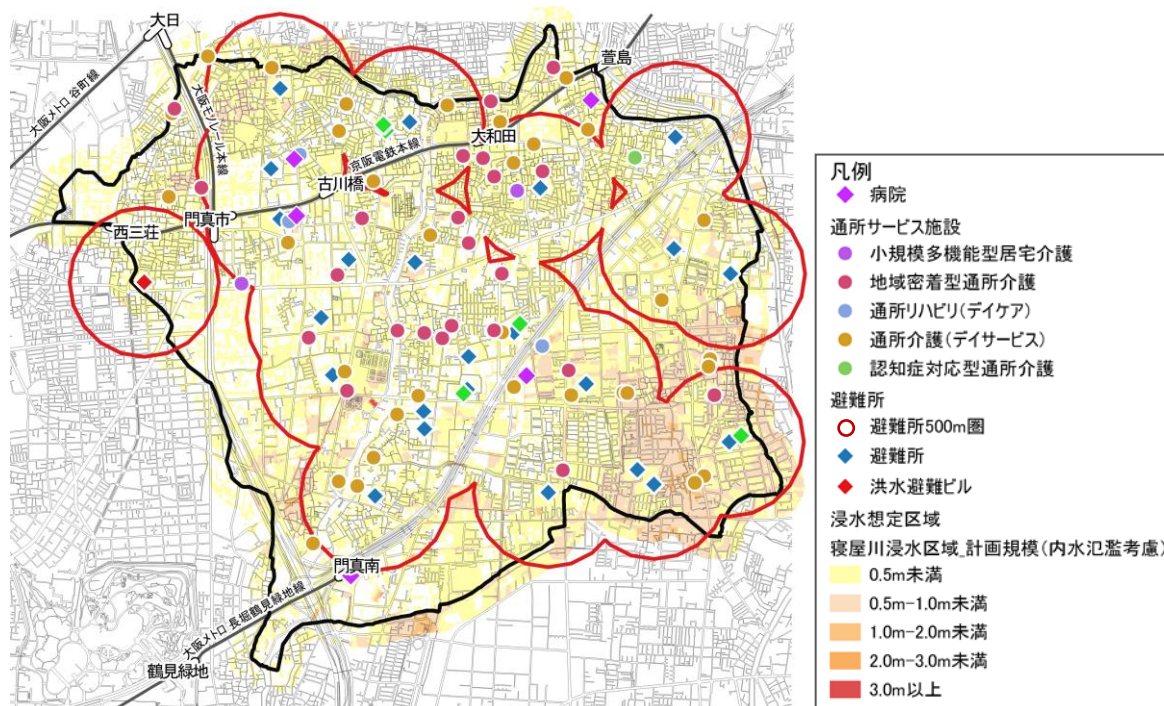 大日
萱島
大阪メトロ 谷町線
大阪モノレール本線
大和田
京阪電鉄本線
古川橋
門真市
西三荘
門真南
大阪メトロ 長堀鶴見緑地線
鶴見緑地
凡例
病院
通所サービス施設
小規模多機能型居宅介護
地域密着型通所介護
通所リハビリ(デイケア)
通所介護(デイサービス)
認知症対応型通所介護
避難所
避難所500m圏
避難所
洪水避難ビル
浸水想定区域
寝屋川浸水区域_計画規模(内水氾濫考慮)
0.5m未満
0.5m-1.0m未満
1.0m-2.0m未満
2.0m-3.0m未満
3.0m以上